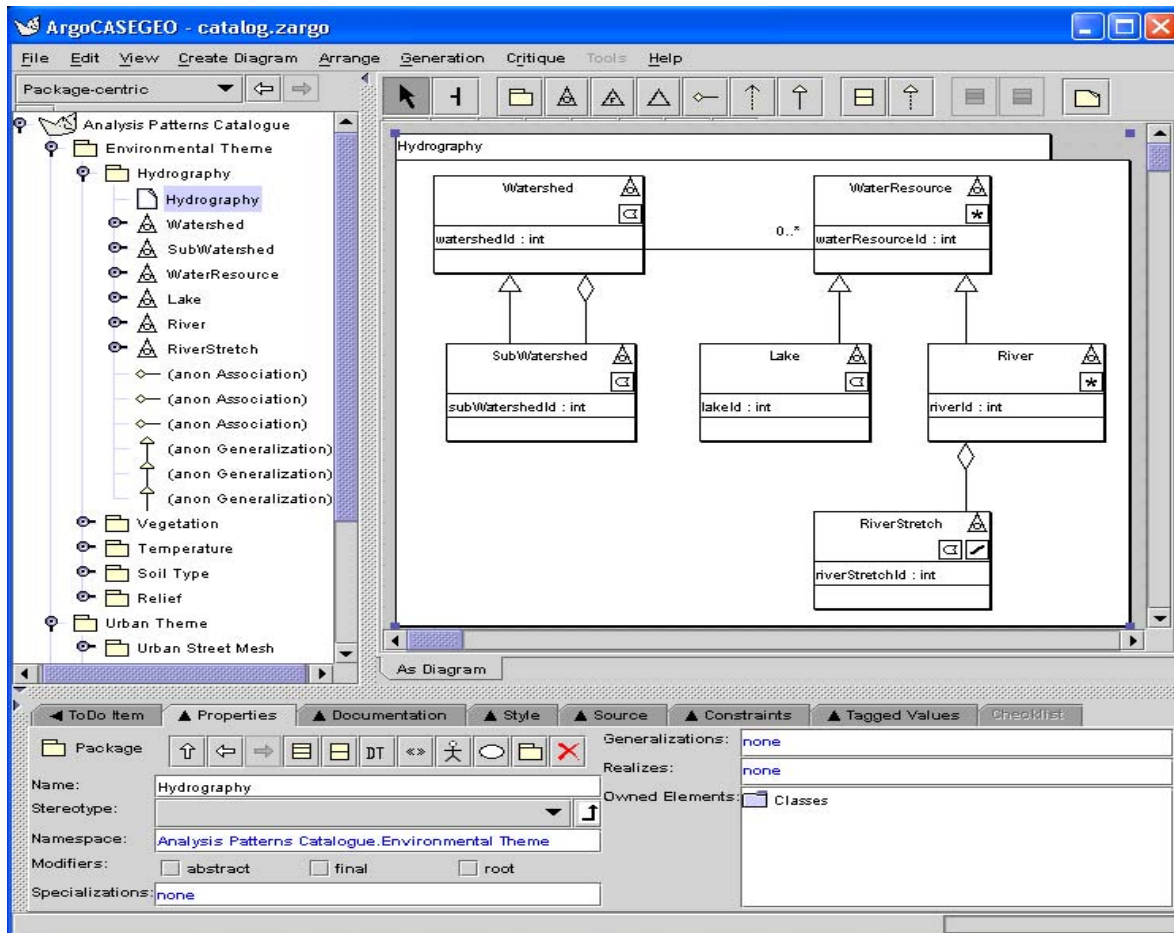 ArgoCASEGEO - catalog.zargo
File Edit View Create Diagram Arrange Generation Critique Tools Help
Package-centric
Analysis Patterns Catalogue
Environmental Theme
Hydrography
Hydrography
Watershed
SubWatershed
WaterResource
Lake
River
RiverStretch
(anon Association)
(anon Association)
(anon Association)
(anon Generalization)
(anon Generalization)
(anon Generalization)
Vegetation
Temperature
Soil Type
Relief
Urban Theme
Urban Street Mesh
Hydrography
Watershed
watershedId : int
0..*
WaterResource
*
waterResourceId : int
SubWatershed
subWatershedId : int
Lake
lakeId : int
River
*
riverId : int
RiverStretch
riverStretchId : int
As Diagram
ToDo Item Properties Documentation Style Source Constraints Tagged Values Checklist
Package
DT «»
Name: Hydrography
Stereotype:
Namespace: Analysis Patterns Catalogue.Environmental Theme
Modifiers: abstract final root
Specializations: none
Generalizations: none
Realizes: none
Owned Elements: Classes